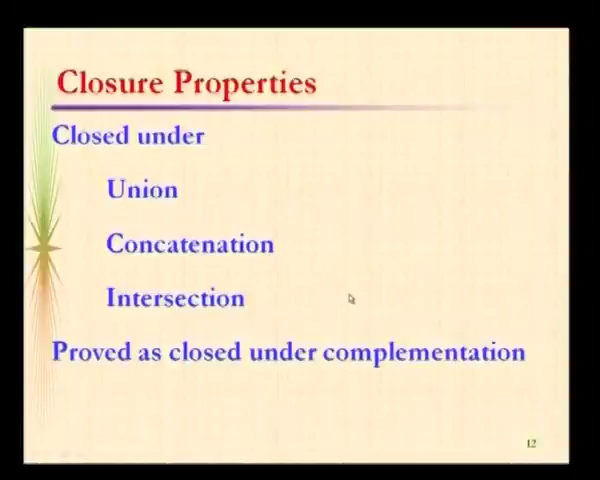 Closure Properties
Closed under
Union
Concatenation
Intersection
Proved as closed under complementation
12